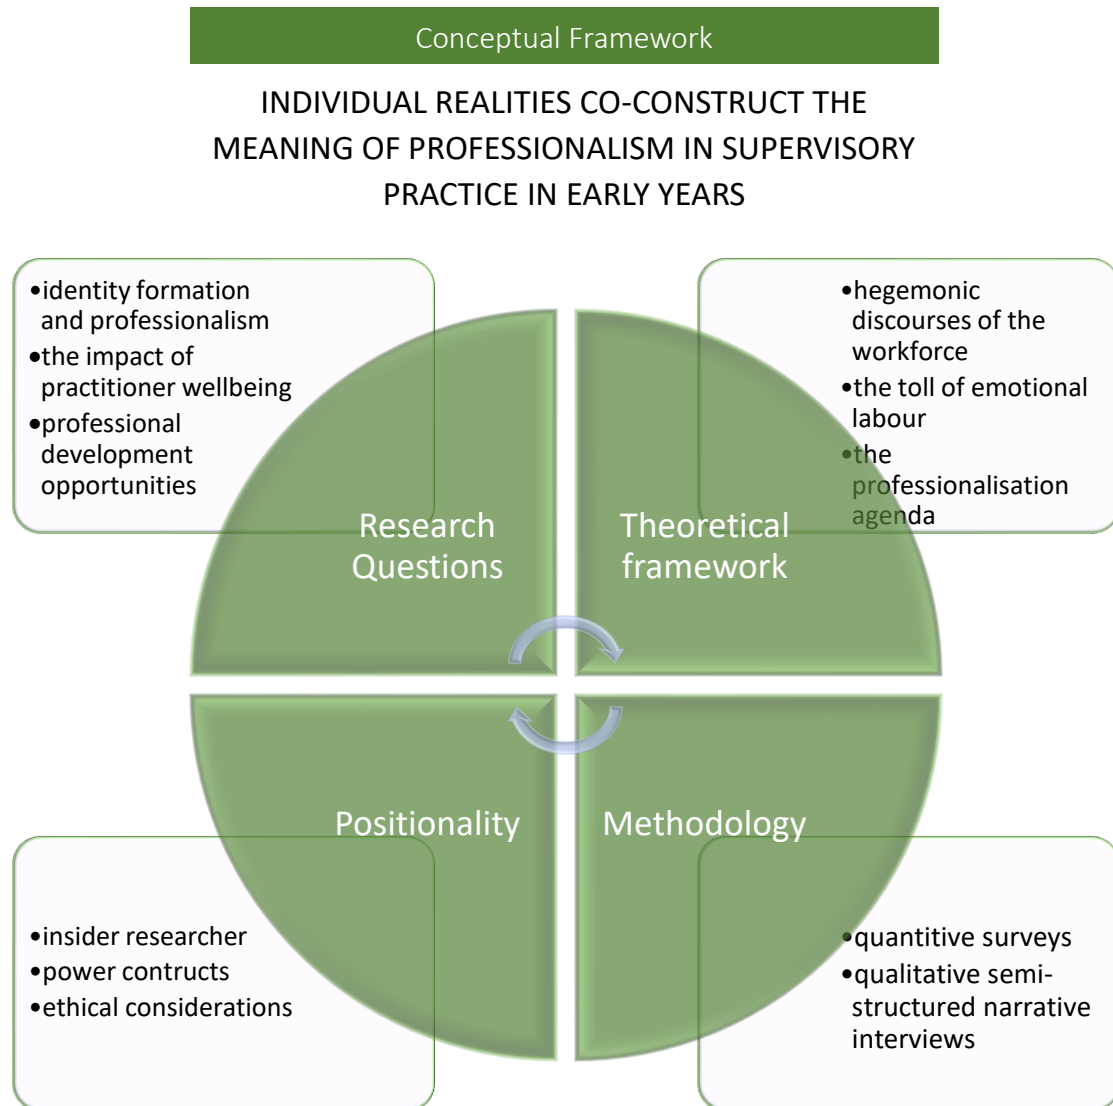 Conceptual Framework
INDIVIDUAL REALITIES CO-CONSTRUCT THE
MEANING OF PROFESSIONALISM IN SUPERVISORY
PRACTICE IN EARLY YEARS
•identity formation
and professionalism
•the impact of
practitioner wellbeing
•professional
development
opportunities
•hegemonic
discourses of the
workforce
•the toll of emotional
labour
•the
professionalisation
agenda
Research
Questions
Theoretical
framework
Positionality
Methodology
•insider researcher
•power contructs
•ethical considerations
•quantitive surveys
•qualitative semi-
structured narrative
interviews